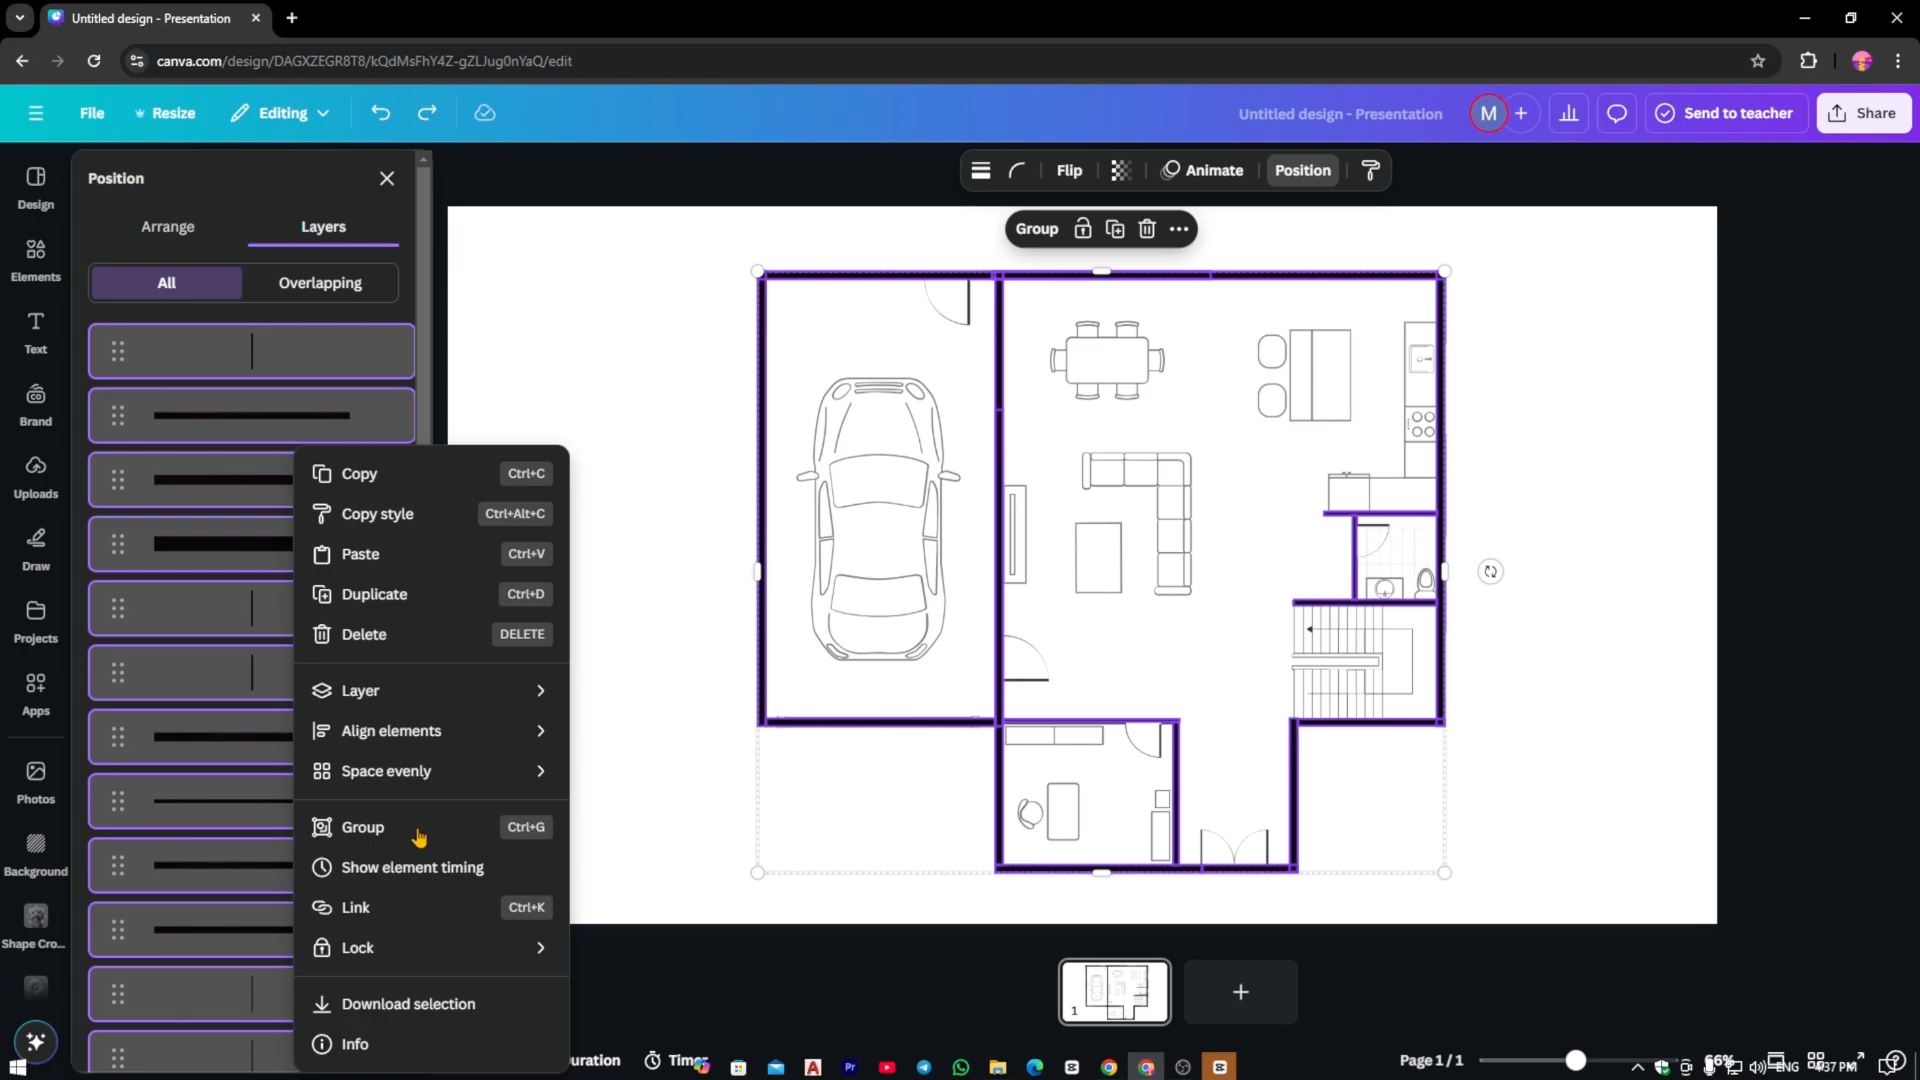 Untitled design - Presentation
canva.com/design/DAGXZEGR8T8/kQdMsFhY4Z-gZLJug0nYaQ/edit
File
Resize
Editing
Untitled design - Presentation
M
Send to teacher
Share
Flip
Animate
Position
Group
Design
Elements
Text
Brand
Uploads
Draw
Projects
Apps
Photos
Background
Shape Cro...
Position
Arrange
Layers
All
Overlapping
Copy Ctrl+C
Copy style Ctrl+Alt+C
Paste Ctrl+V
Duplicate Ctrl+D
Delete DELETE
Layer
Align elements
Space evenly
Group Ctrl+G
Show element timing
Link Ctrl+K
Lock
Download selection
Info
1
uration
Page 1 / 1
66%
ENG